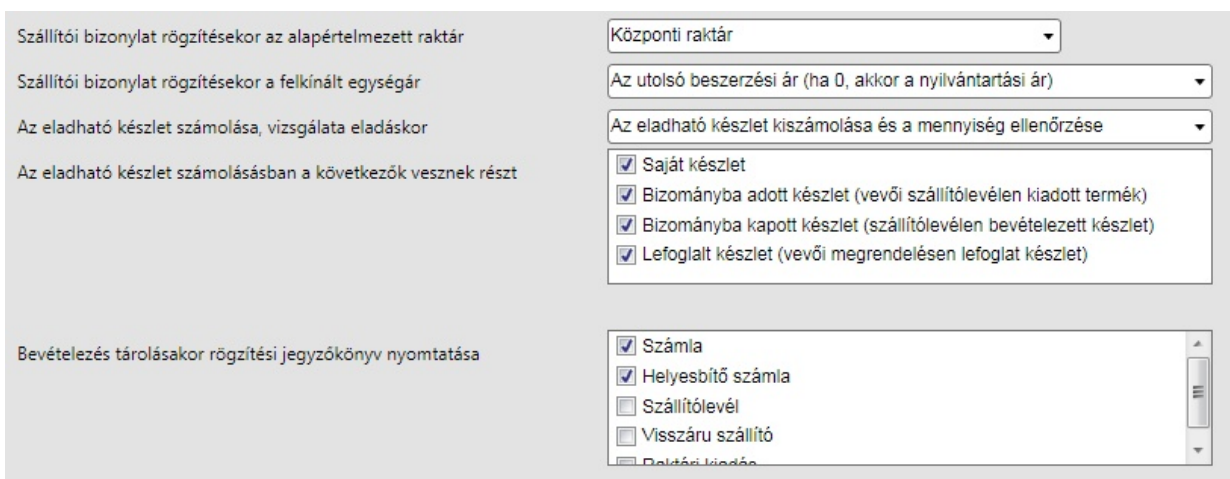 Szállítói bizonylat rögzítésekor az alapértelmezett raktár
Központi raktár
Szállítói bizonylat rögzítésekor a felkínált egységár
Az utolsó beszerzési ár (ha 0, akkor a nyilvántartási ár)
Az eladható készlet számolása, vizsgálata eladáskor
Az eladható készlet kiszámolása és a mennyiség ellenőrzése
Az eladható készlet számolásásban a következők vesznek részt
Saját készlet
Bizományba adott készlet (vevői szállítólevélen kiadott termék)
Bizományba kapott készlet (szállítólevélen bevételezett készlet)
Lefoglalt készlet (vevői megrendelésen lefoglat készlet)
Bevételezés tárolásakor rögzítési jegyzőkönyv nyomtatása
Számla
Helyesbítő számla
Szállítólevél
Visszáru szállító
Raktári kiadás